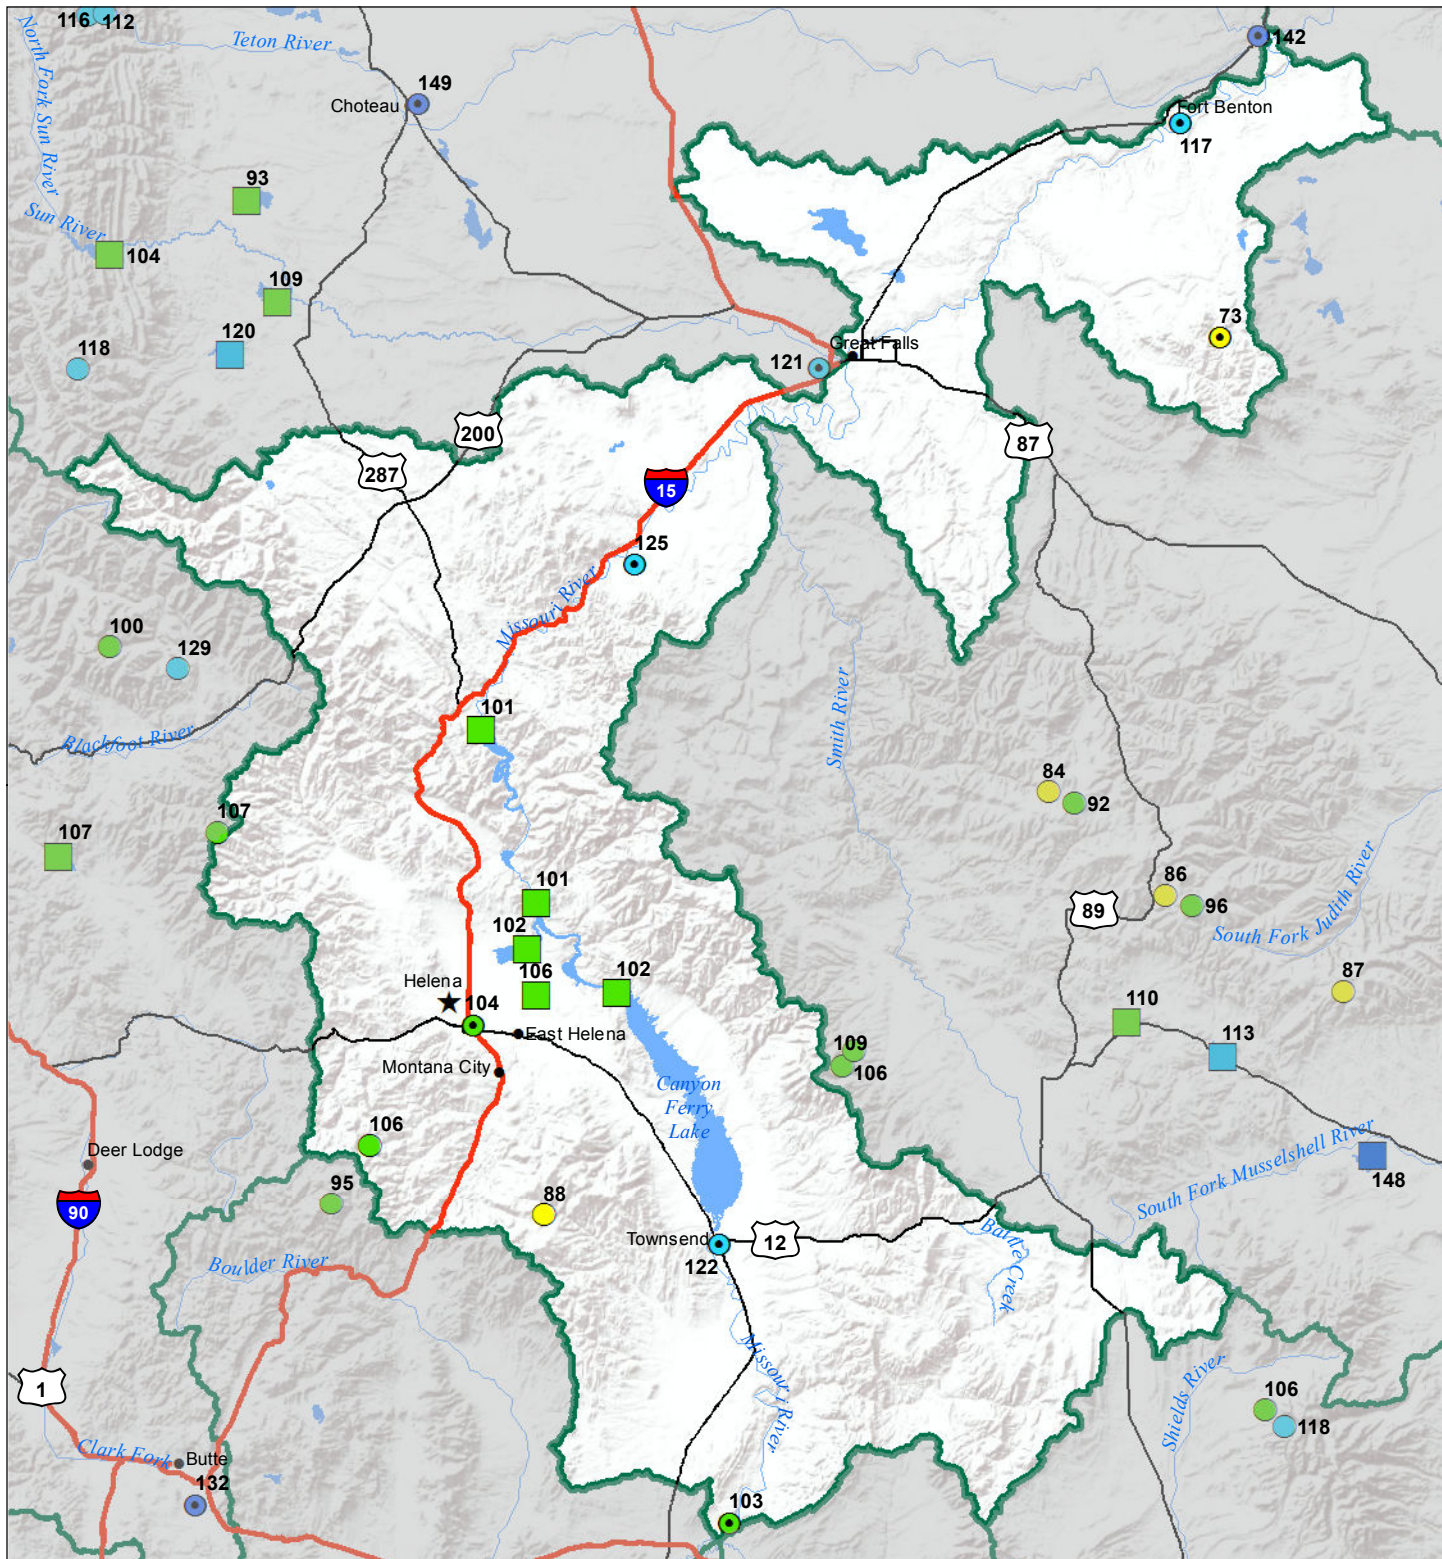 116
112
Teton River
142
North Fork Sun River
149
Choteau
Fort Benton
117
93
Sun River
104
109
120
118
73
Great Falls
121
200
87
287
15
125
Missouri River
100
129
Smith River
101
Blackfoot River
84
92
107
107
86
96
89
South Fork Judith River
101
102
106
102
87
Helena
104
East Helena
110
113
109
106
Montana City
Canyon
Ferry
Lake
106
Deer Lodge
95
88
South Fork Musselshell River
148
90
Townsend
122
12
Battle Creek
Boulder River
Missouri River
Shields River
1
106
118
Clark Fork
Butte
132
103